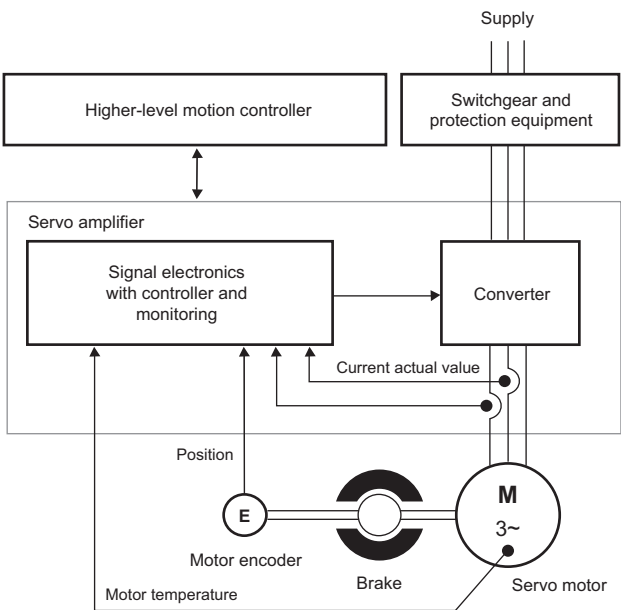 Supply
Higher-level motion controller
Switchgear and
protection equipment
Servo amplifier
Signal electronics
with controller and
monitoring
Converter
Current actual value
Position
E
M
3~
Motor encoder
Brake
Servo motor
Motor temperature